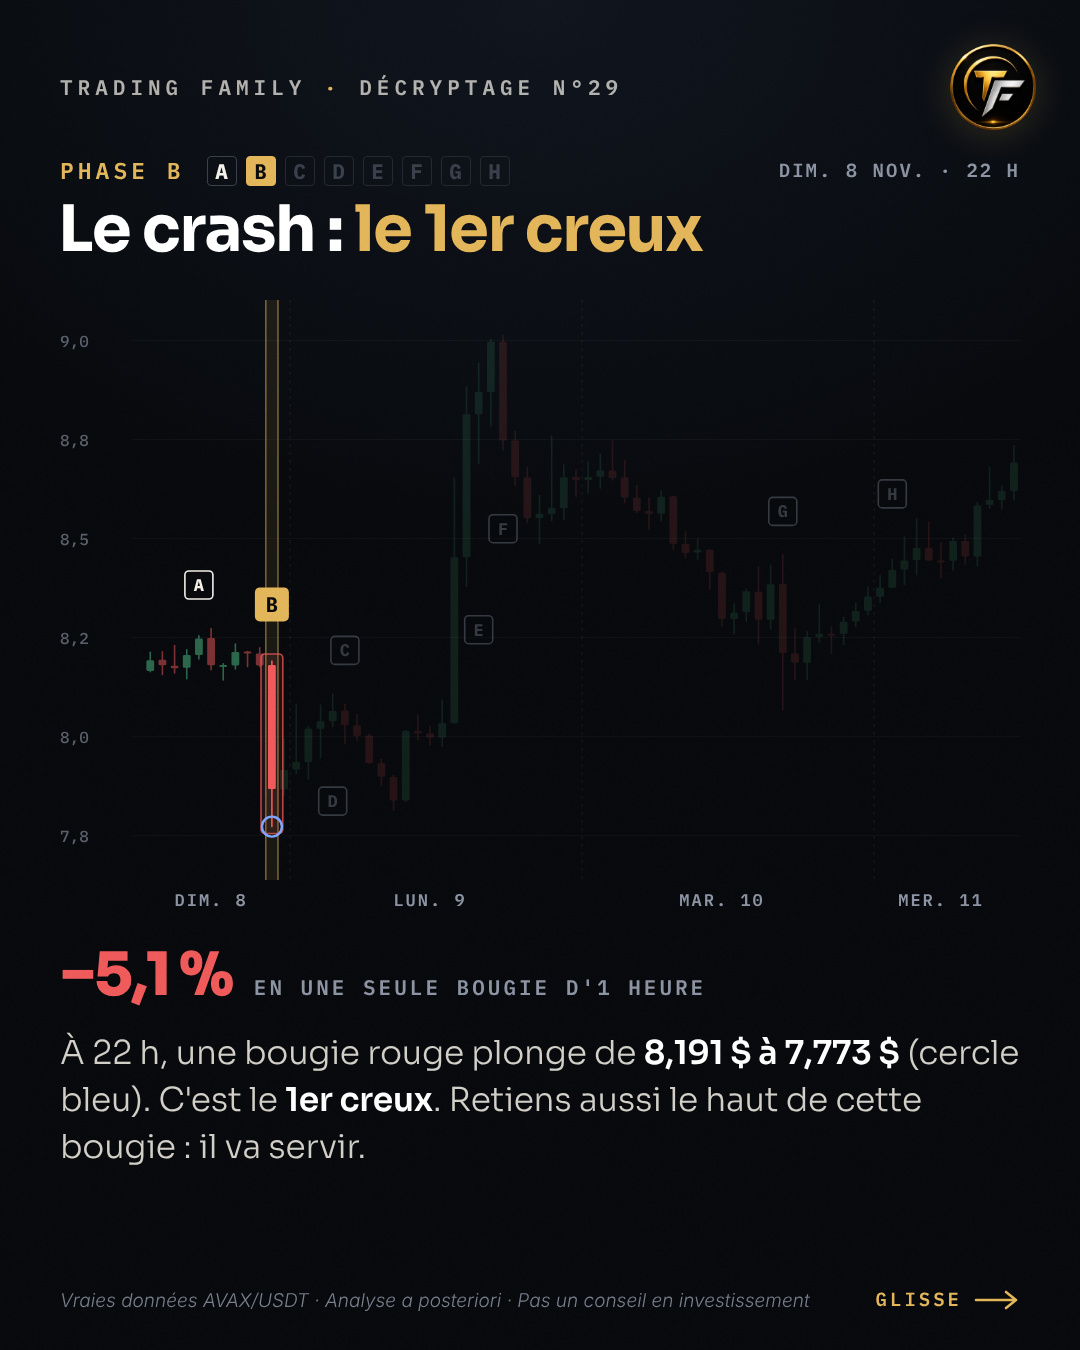 TRADING FAMILY · DÉCRYPTAGE N°29
TF
PHASE B A B C D E F G H
DIM. 8 NOV. · 22 H
Le crash : le 1er creux
9,0
8,8
8,5
8,2
8,0
7,8
A
B
C
D
E
F
G
H
DIM. 8 LUN. 9 MAR. 10 MER. 11
−5,1 % EN UNE SEULE BOUGIE D'1 HEURE
À 22 h, une bougie rouge plonge de 8,191 $ à 7,773 $ (cercle
bleu). C'est le 1er creux. Retiens aussi le haut de cette
bougie : il va servir.
Vraies données AVAX/USDT · Analyse a posteriori · Pas un conseil en investissement
GLISSE →